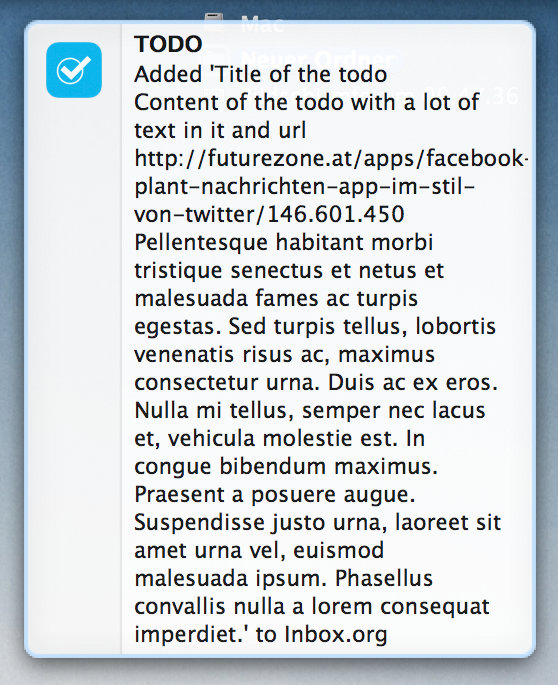 Mac
Neuer Ordner
TODO
Added 'Title of the todo
Content of the todo with a lot of
text in it and url
http://futurezone.at/apps/facebook-
plant-nachrichten-app-im-stil-
von-twitter/146.601.450
Pellentesque habitant morbi
tristique senectus et netus et
malesuada fames ac turpis
egestas. Sed turpis tellus, lobortis
venenatis risus ac, maximus
consectetur urna. Duis ac ex eros.
Nulla mi tellus, semper nec lacus
et, vehicula molestie est. In
congue bibendum maximus.
Praesent a posuere augue.
Suspendisse justo urna, laoreet sit
amet urna vel, euismod
malesuada ipsum. Phasellus
convallis nulla a lorem consequat
imperdiet.' to Inbox.org